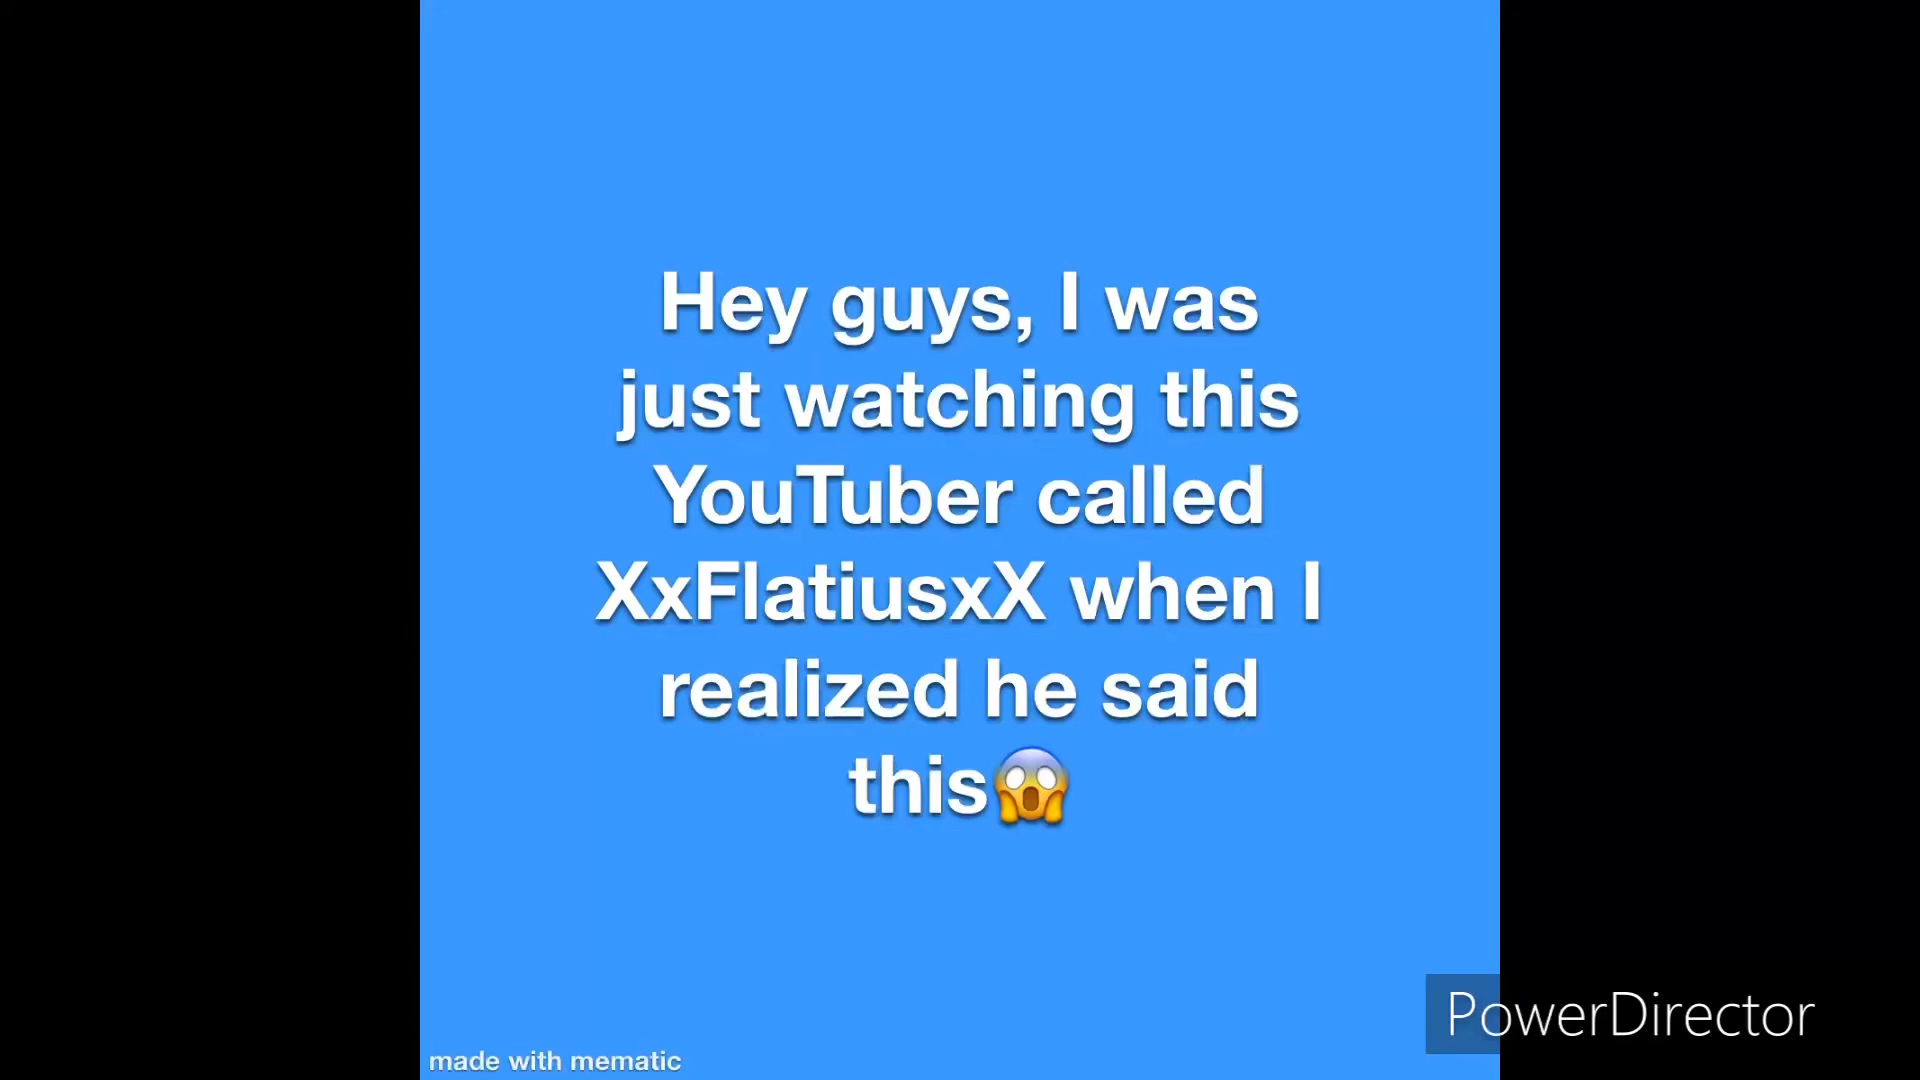 Hey guys, I was
just watching this
YouTuber called
XxFlatiusxX when I
realized he said
this😱
PowerDirector
made with mematic